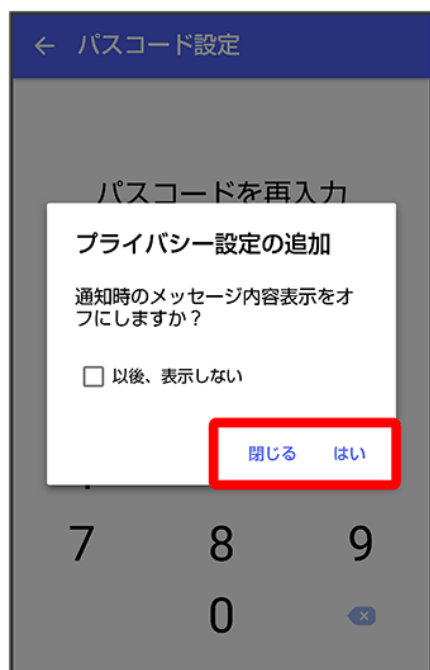 パスコード設定
パスコードを再入力
プライバシー設定の追加
通知時のメッセージ内容表示をオ
フにしますか？
以後、表示しない
閉じる はい
7 8 9
0